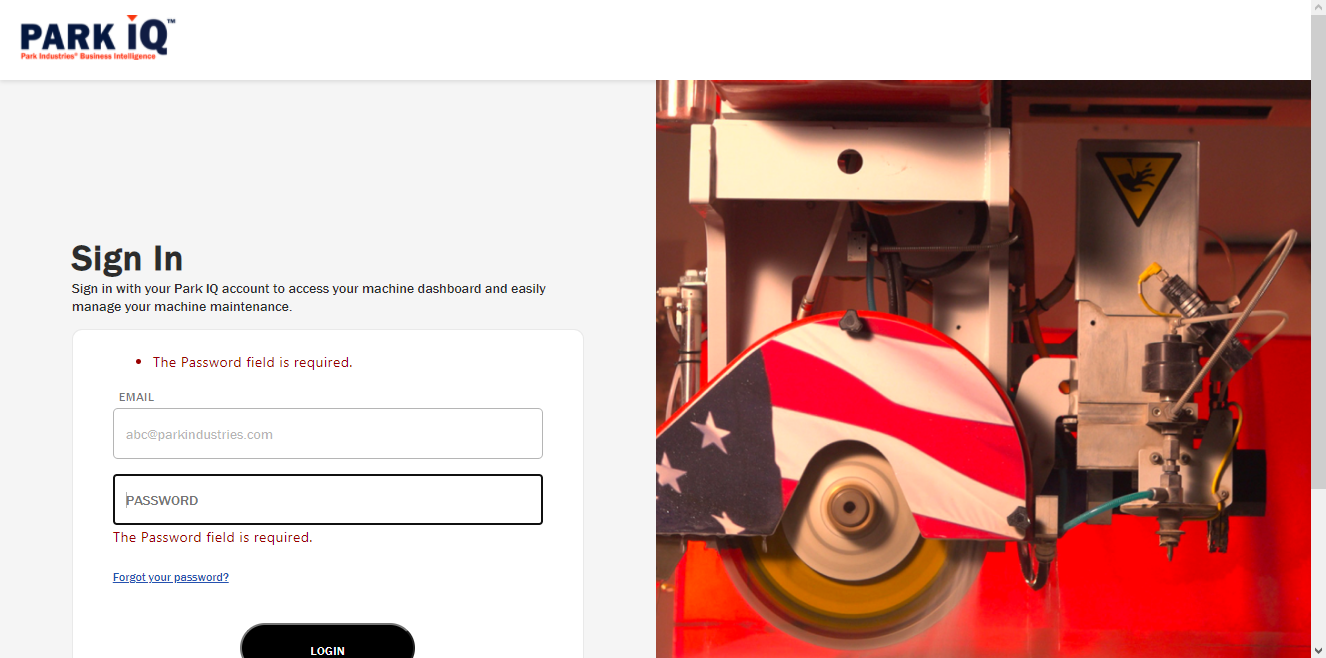 PARK iQ™
Park Industries® Business Intelligence
Sign In
Sign in with your Park IQ account to access your machine dashboard and easily
manage your machine maintenance.
The Password field is required.
EMAIL
abc@parkindustries.com
PASSWORD
The Password field is required.
Forgot your password?
LOGIN